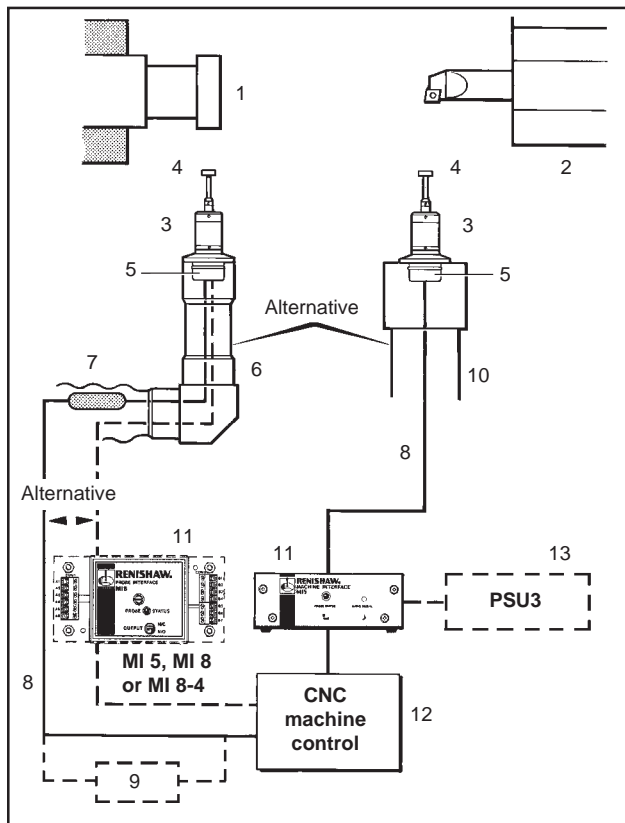 1
2
4
4
3
3
5
5
Alternative
7
6
10
8
Alternative
11
11
13
RENISHAW
PROBE INTERFACE
MI5
PROBE STATUS
OUTPUT
N/C
N/O
RENISHAW
MACHINE INTERFACE
PSU3
MI 5, MI 8
or MI 8-4
8
CNC
machine
control
12
9